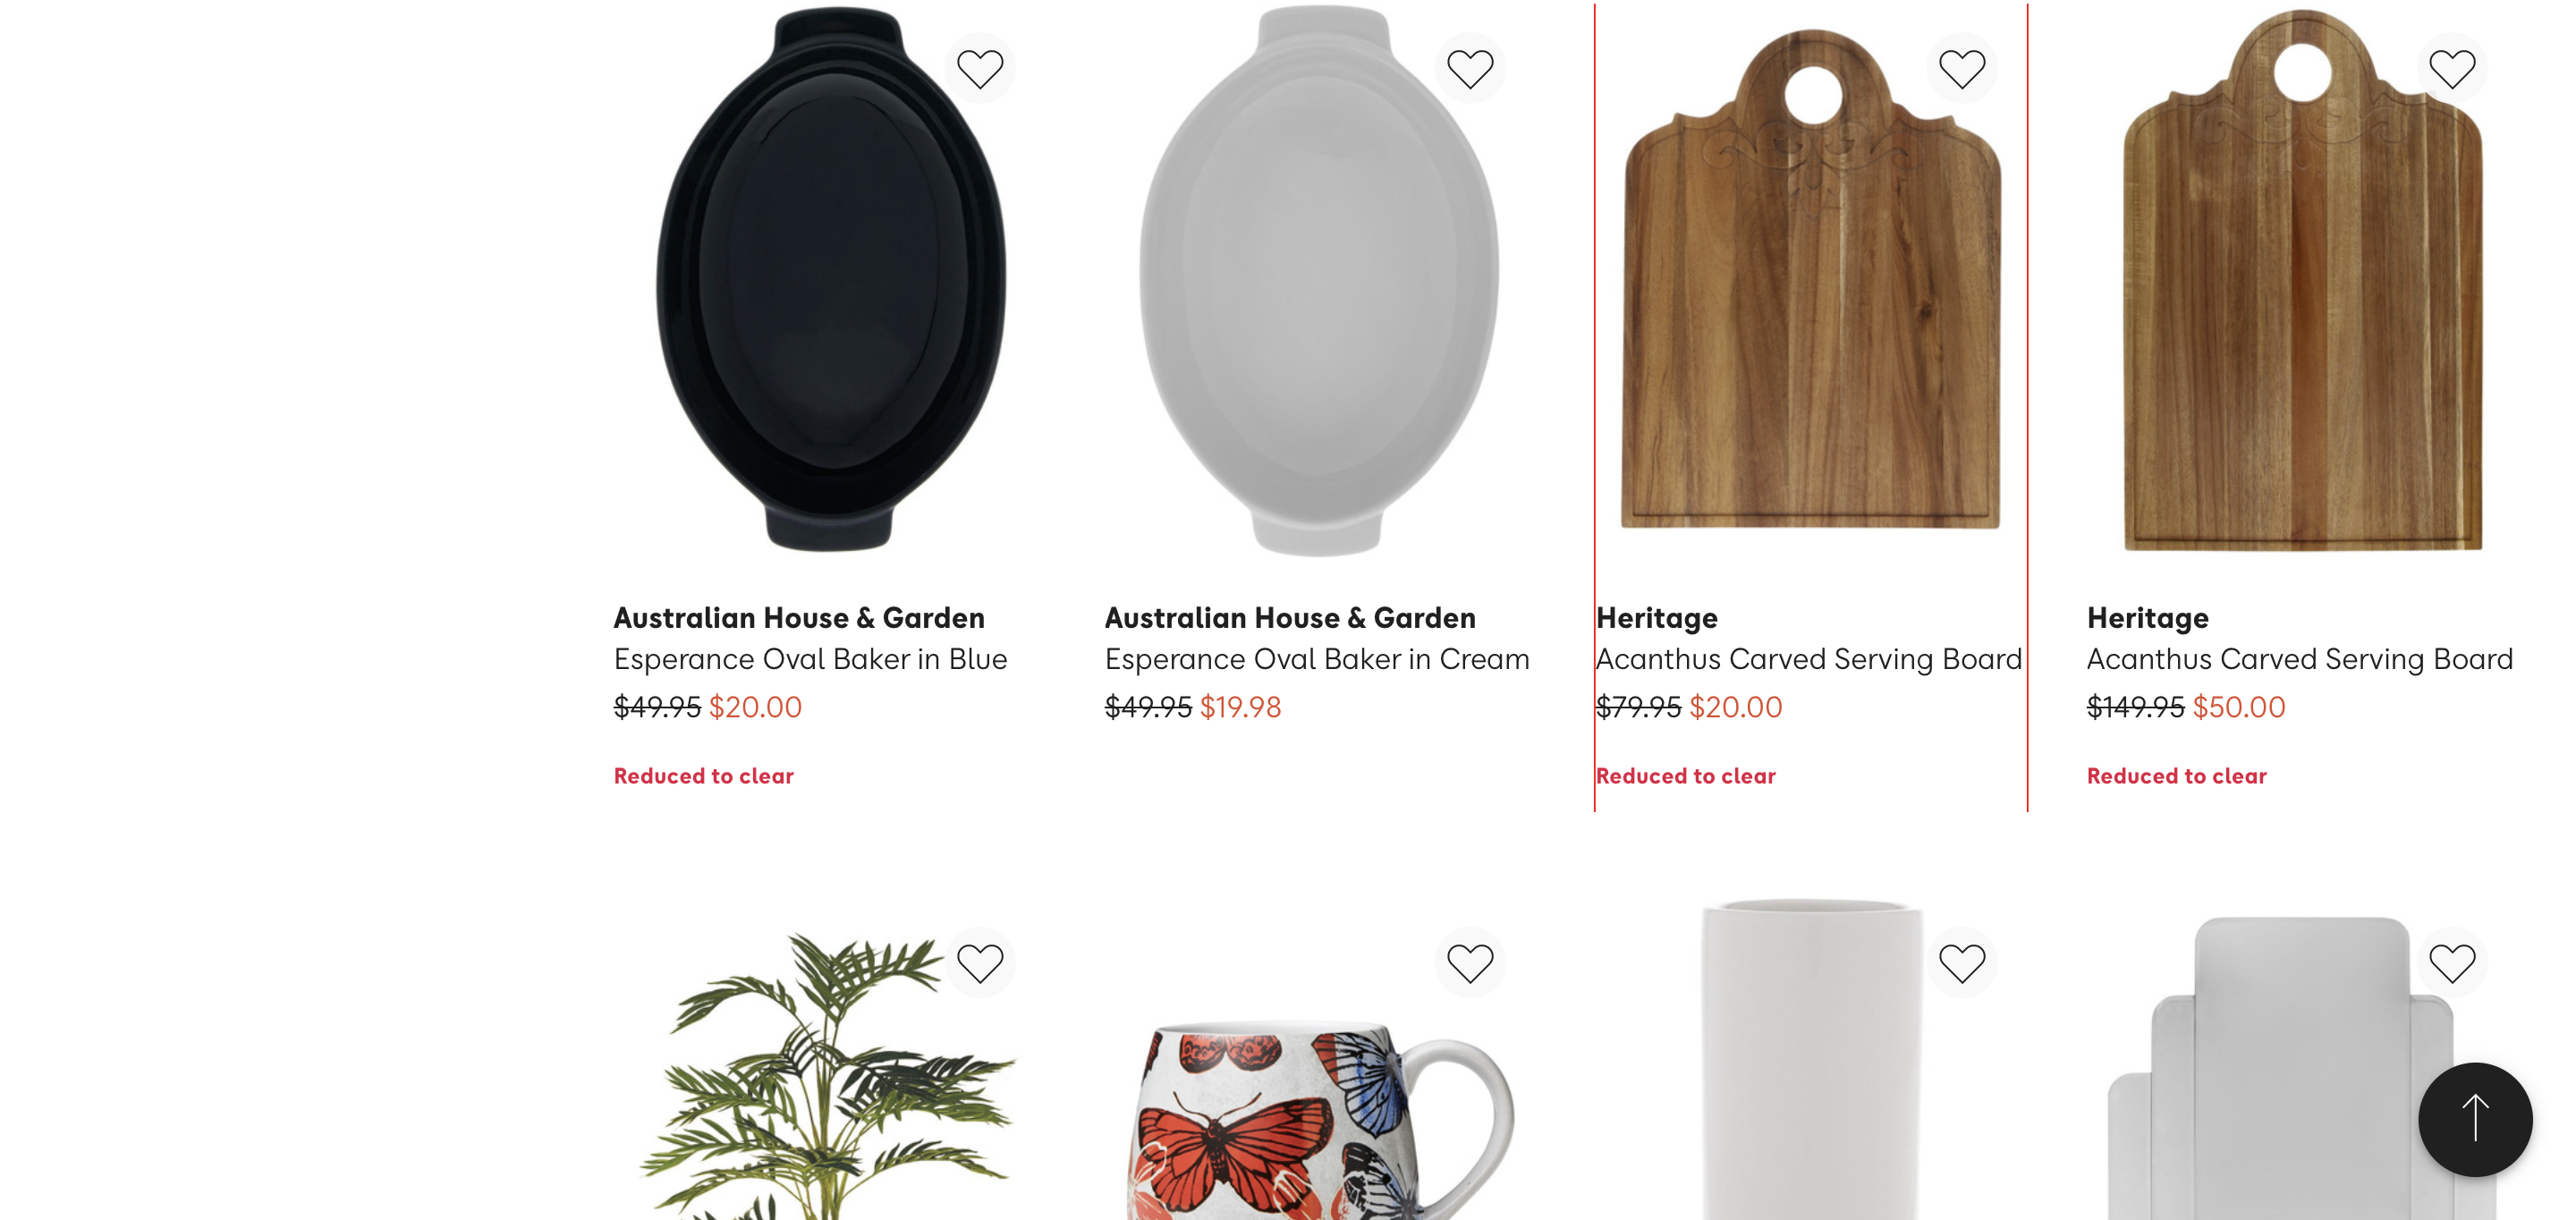 Australian House & Garden
Esperance Oval Baker in Blue
$49.95 $20.00
Reduced to clear
Australian House & Garden
Esperance Oval Baker in Cream
$49.95 $19.98
Heritage
Acanthus Carved Serving Board
$79.95 $20.00
Reduced to clear
Heritage
Acanthus Carved Serving Board
$149.95 $50.00
Reduced to clear